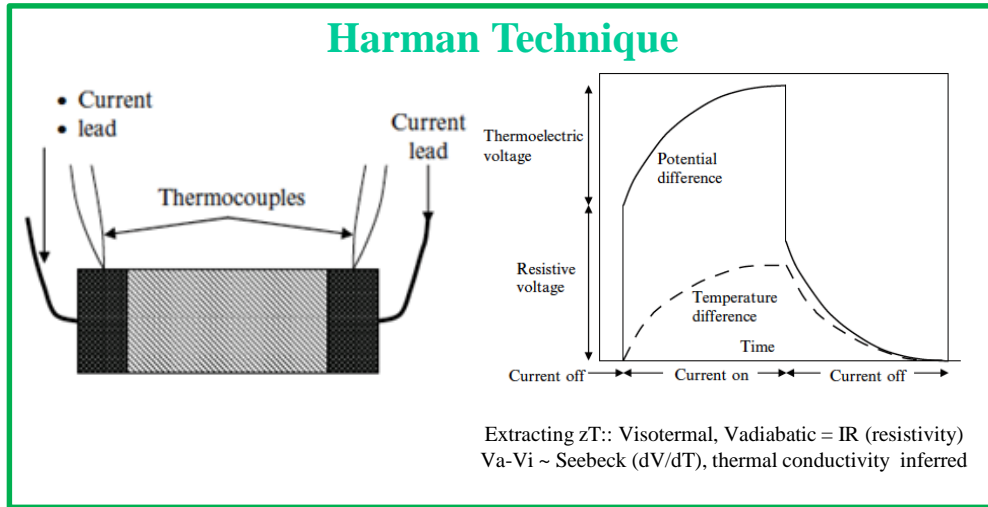 Harman Technique
• Current
• lead
Current
lead
Thermocouples
Thermoelectric
voltage
Potential
difference
Resistive
voltage
Temperature
difference
Time
Current off
Current on
Current off
Extracting zT:: Visotermal, Vadiabatic = IR (resistivity)
Va-Vi ~ Seebeck (dV/dT), thermal conductivity inferred